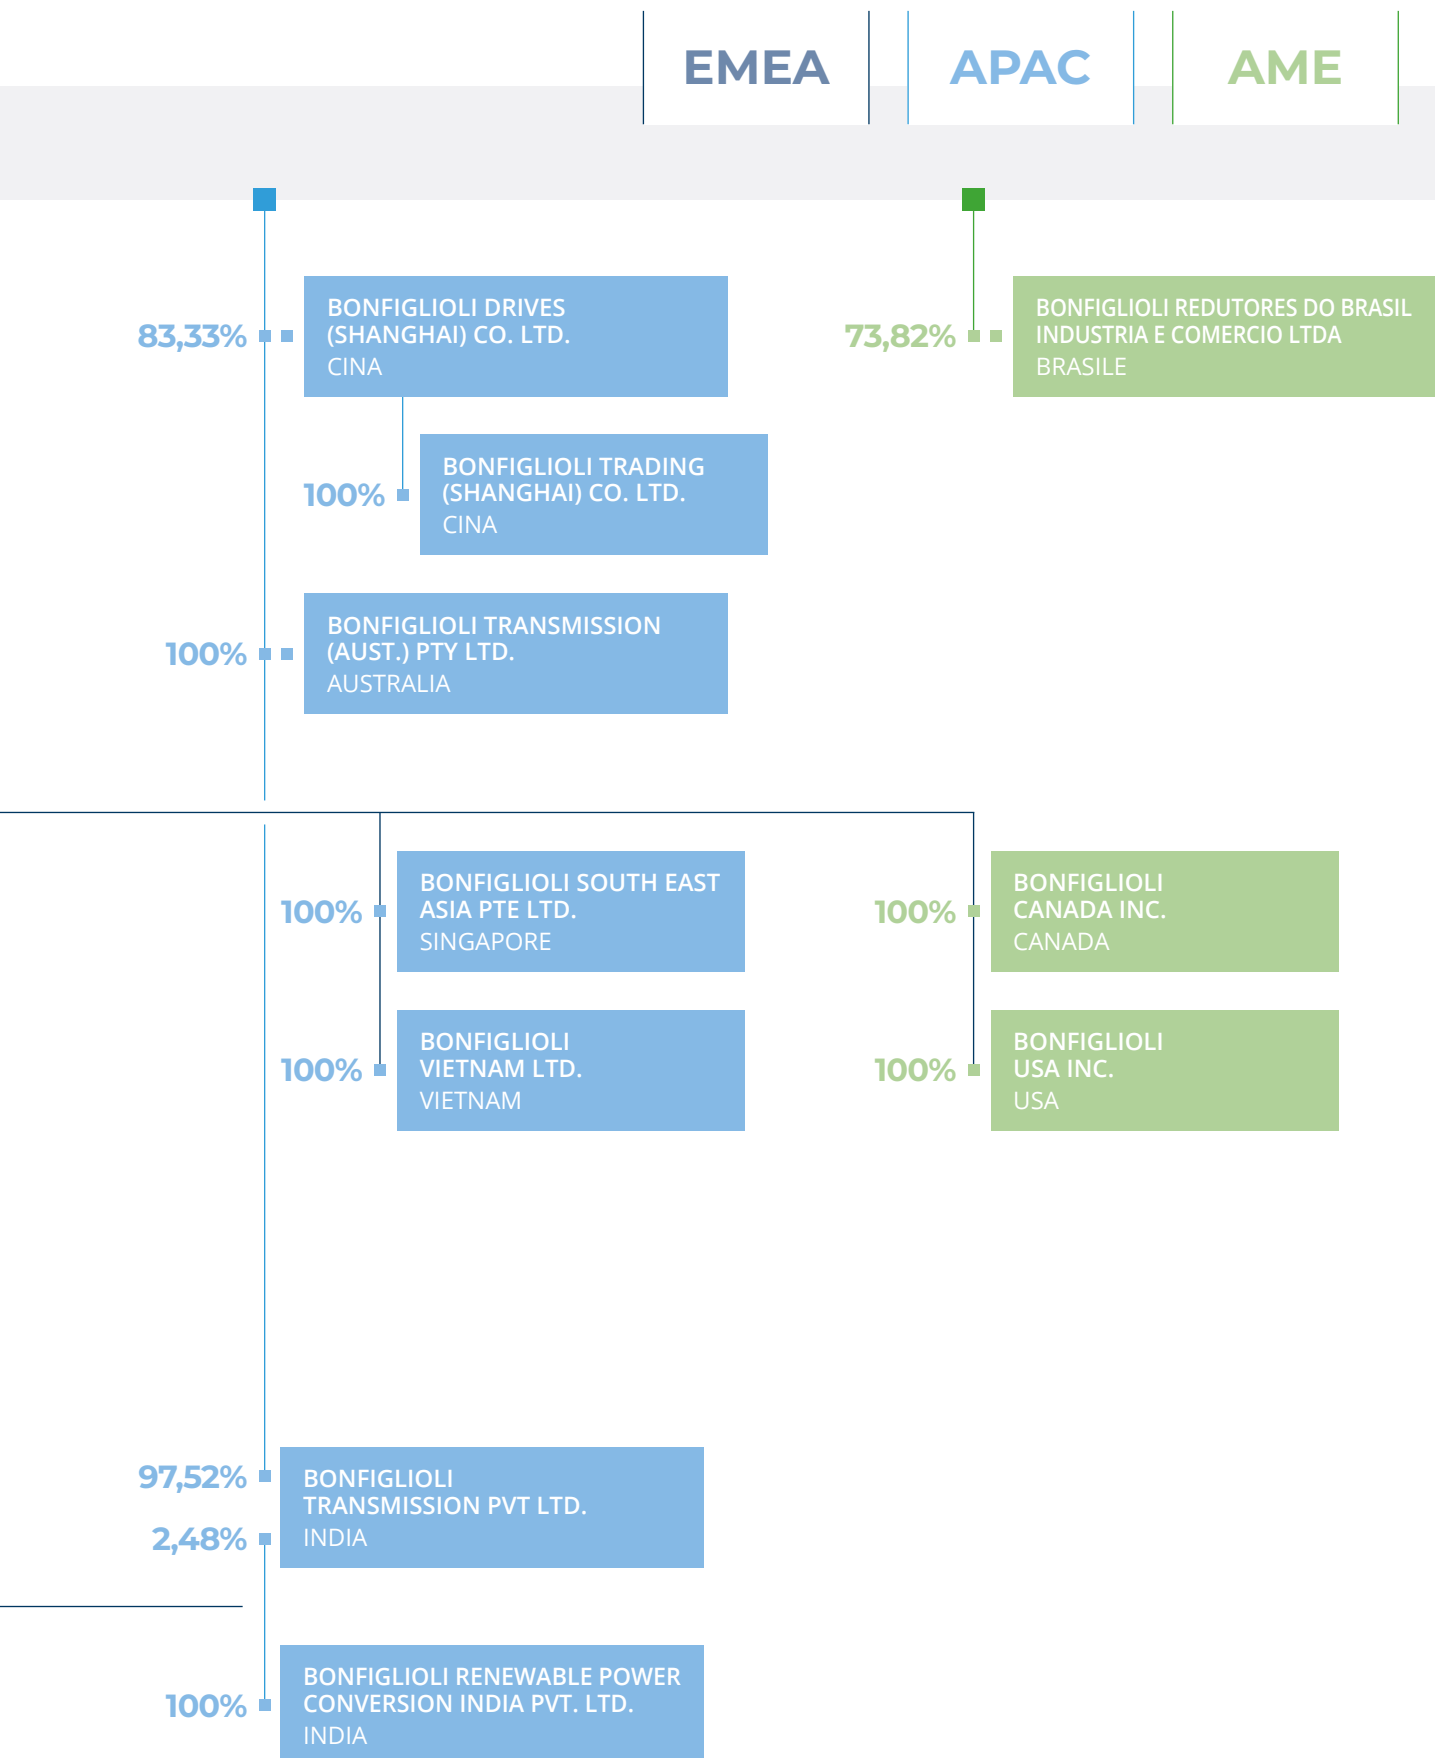 EMEA
APAC
AME
83,33%
BONFIGLIOLI DRIVES
(SHANGHAI) CO. LTD.
CINA
73,82%
BONFIGLIOLI REDUTORES DO BRASIL
INDUSTRIA E COMERCIO LTDA
BRASILE
100%
BONFIGLIOLI TRADING
(SHANGHAI) CO. LTD.
CINA
100%
BONFIGLIOLI TRANSMISSION
(AUST.) PTY LTD.
AUSTRALIA
100%
BONFIGLIOLI SOUTH EAST
ASIA PTE LTD.
SINGAPORE
100%
BONFIGLIOLI
CANADA INC.
CANADA
100%
BONFIGLIOLI
VIETNAM LTD.
VIETNAM
100%
BONFIGLIOLI
USA INC.
USA
97,52%
2,48%
BONFIGLIOLI
TRANSMISSION PVT LTD.
INDIA
100%
BONFIGLIOLI RENEWABLE POWER
CONVERSION INDIA PVT. LTD.
INDIA